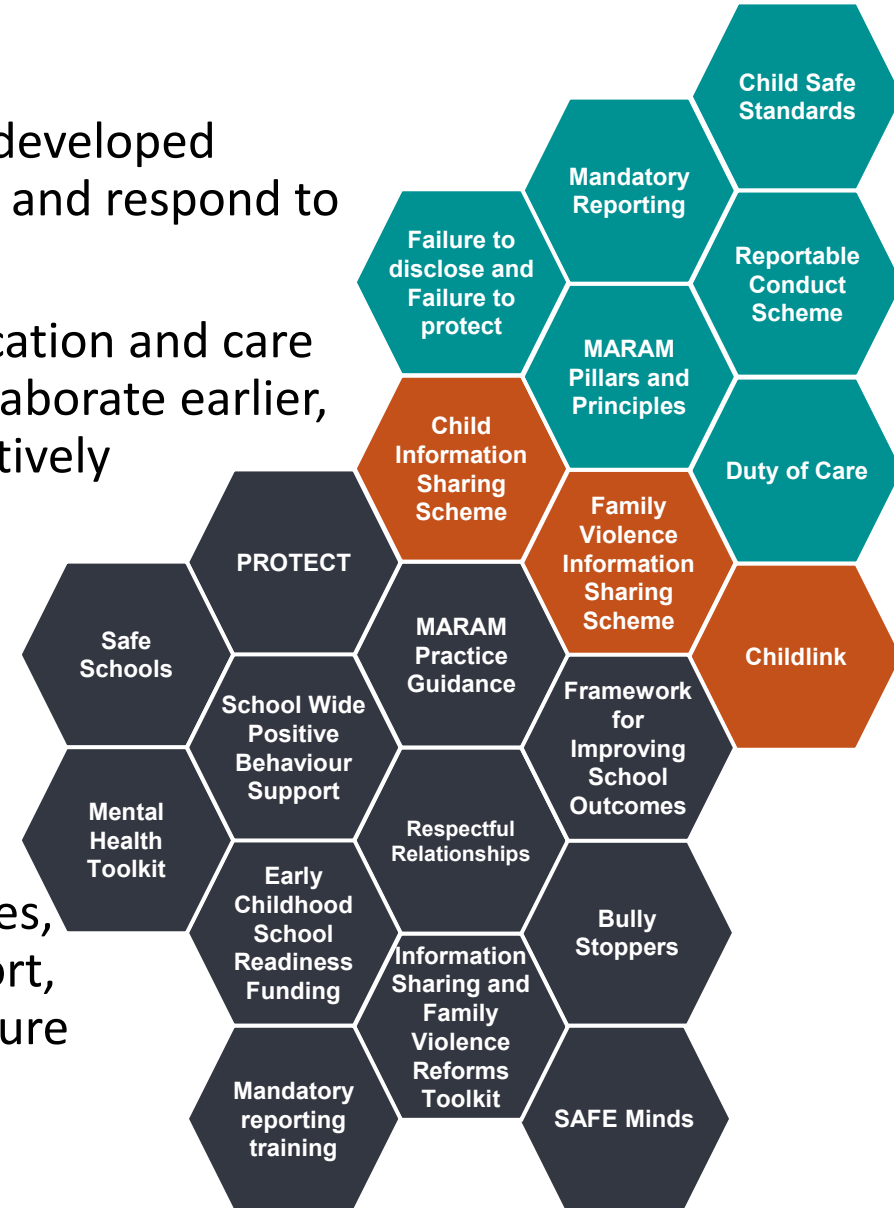 developed
and respond to
cation and care
aborate earlier,
tively
es,
ort,
ure
Child Safe
Standards
Mandatory
Reporting
Failure to
disclose and
Failure to
protect
Reportable
Conduct
Scheme
MARAM
Pillars and
Principles
Child
Information
Sharing
Scheme
Duty of Care
Family
Violence
Information
Sharing
Scheme
PROTECT
Childlink
Safe
Schools
MARAM
Practice
Guidance
School Wide
Positive
Behaviour
Support
Framework
for
Improving
School
Outcomes
Mental
Health
Toolkit
Respectful
Relationships
Early
Childhood
School
Readiness
Funding
Bully
Stoppers
Information
Sharing and
Family
Violence
Reforms
Toolkit
Mandatory
reporting
training
SAFE Minds